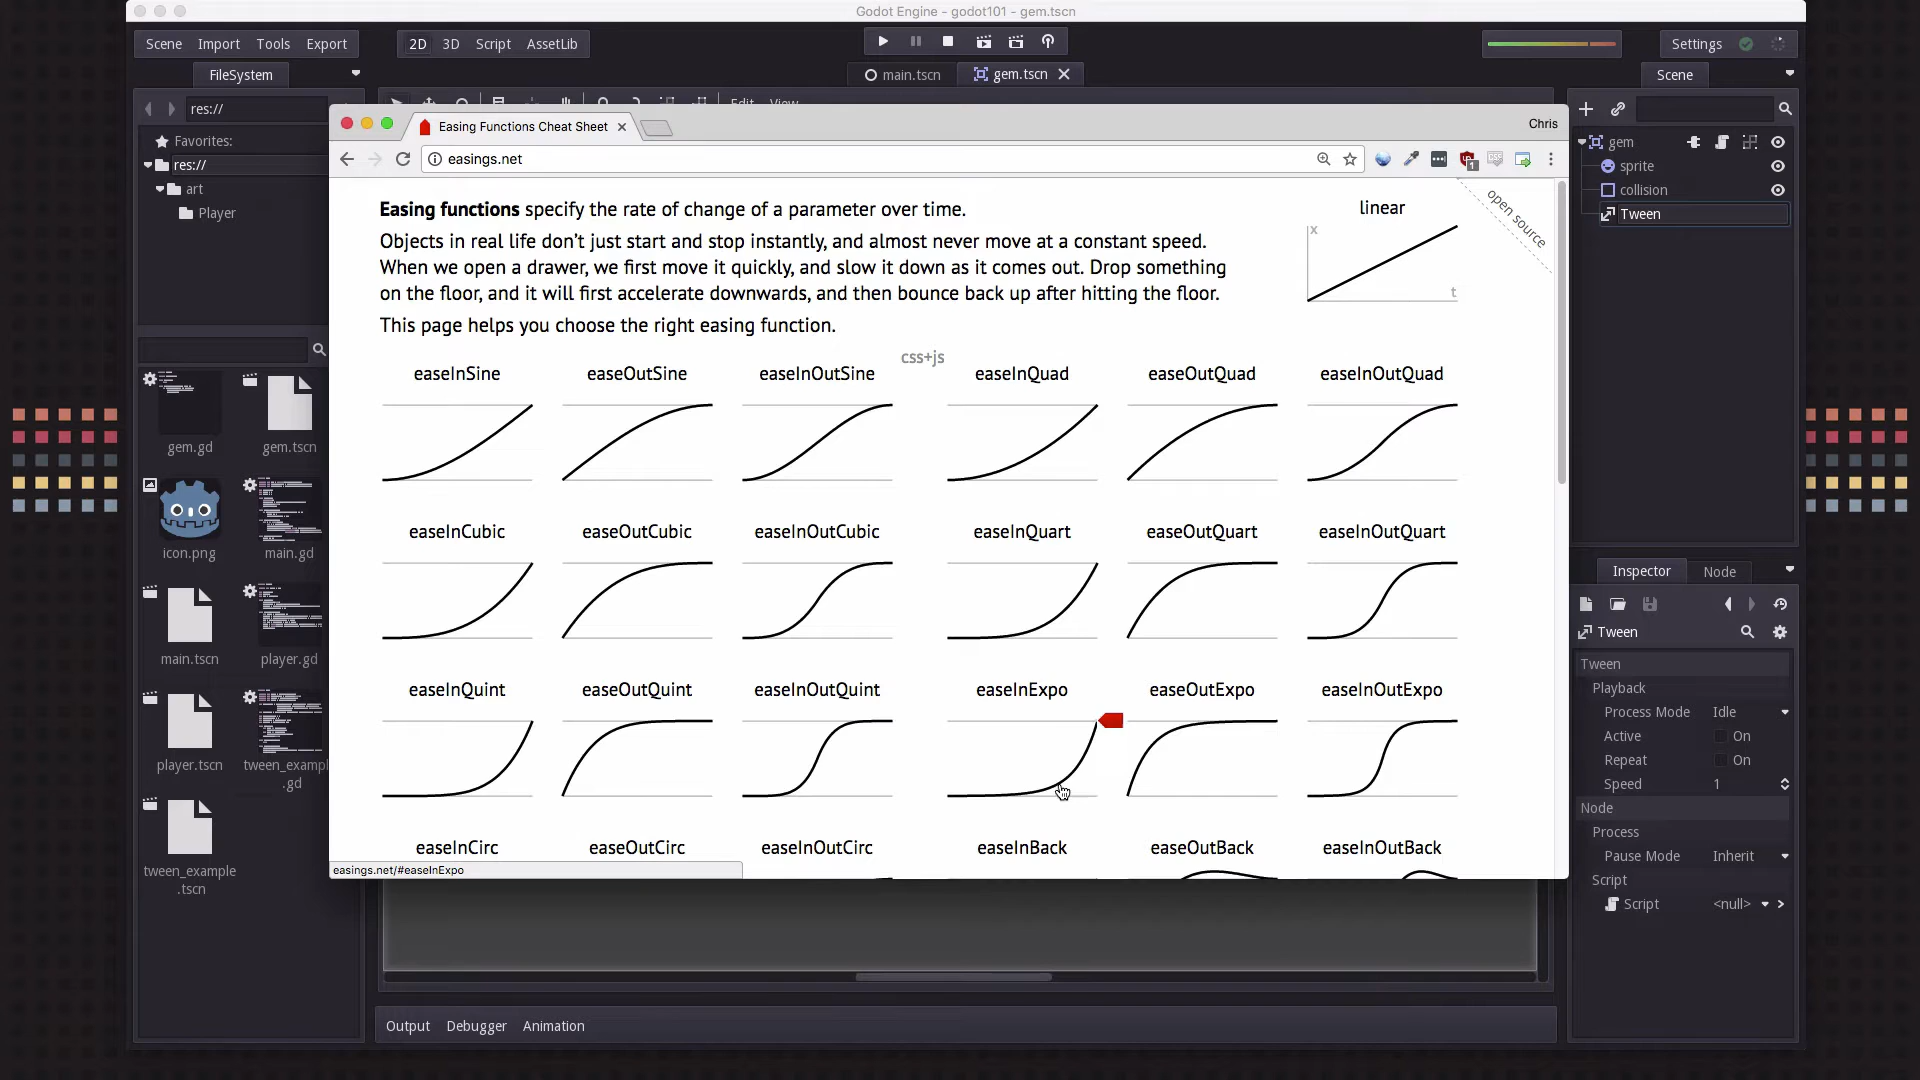 Godot Engine - godot101 - gem.tscn
Scene Import Tools Export
2D 3D Script AssetLib
Settings
FileSystem
main.tscn
gem.tscn
Scene
res://
Edit View
Favorites:
res://
art
Player
gem.gd
gem.tscn
icon.png
main.gd
main.tscn
player.gd
player.tscn
tween_example
.gd
tween_example
.tscn
Easing Functions Cheat Sheet
Chris
easings.net
1
Easing functions specify the rate of change of a parameter over time.
Objects in real life don’t just start and stop instantly, and almost never move at a constant speed.
When we open a drawer, we first move it quickly, and slow it down as it comes out. Drop something
on the floor, and it will first accelerate downwards, and then bounce back up after hitting the floor.
This page helps you choose the right easing function.
linear
x
t
open source
css+js
easeInSine easeOutSine easeInOutSine easeInQuad easeOutQuad easeInOutQuad
easeInCubic easeOutCubic easeInOutCubic easeInQuart easeOutQuart easeInOutQuart
easeInQuint easeOutQuint easeInOutQuint easeInExpo easeOutExpo easeInOutExpo
easeInCirc easeOutCirc easeInOutCirc easeInBack easeOutBack easeInOutBack
easings.net/#easeInExpo
gem
sprite
collision
Tween
Inspector Node
Tween
Tween
Playback
Process Mode Idle
Active On
Repeat On
Speed 1
Node
Process
Pause Mode Inherit
Script
Script <null>
Output Debugger Animation